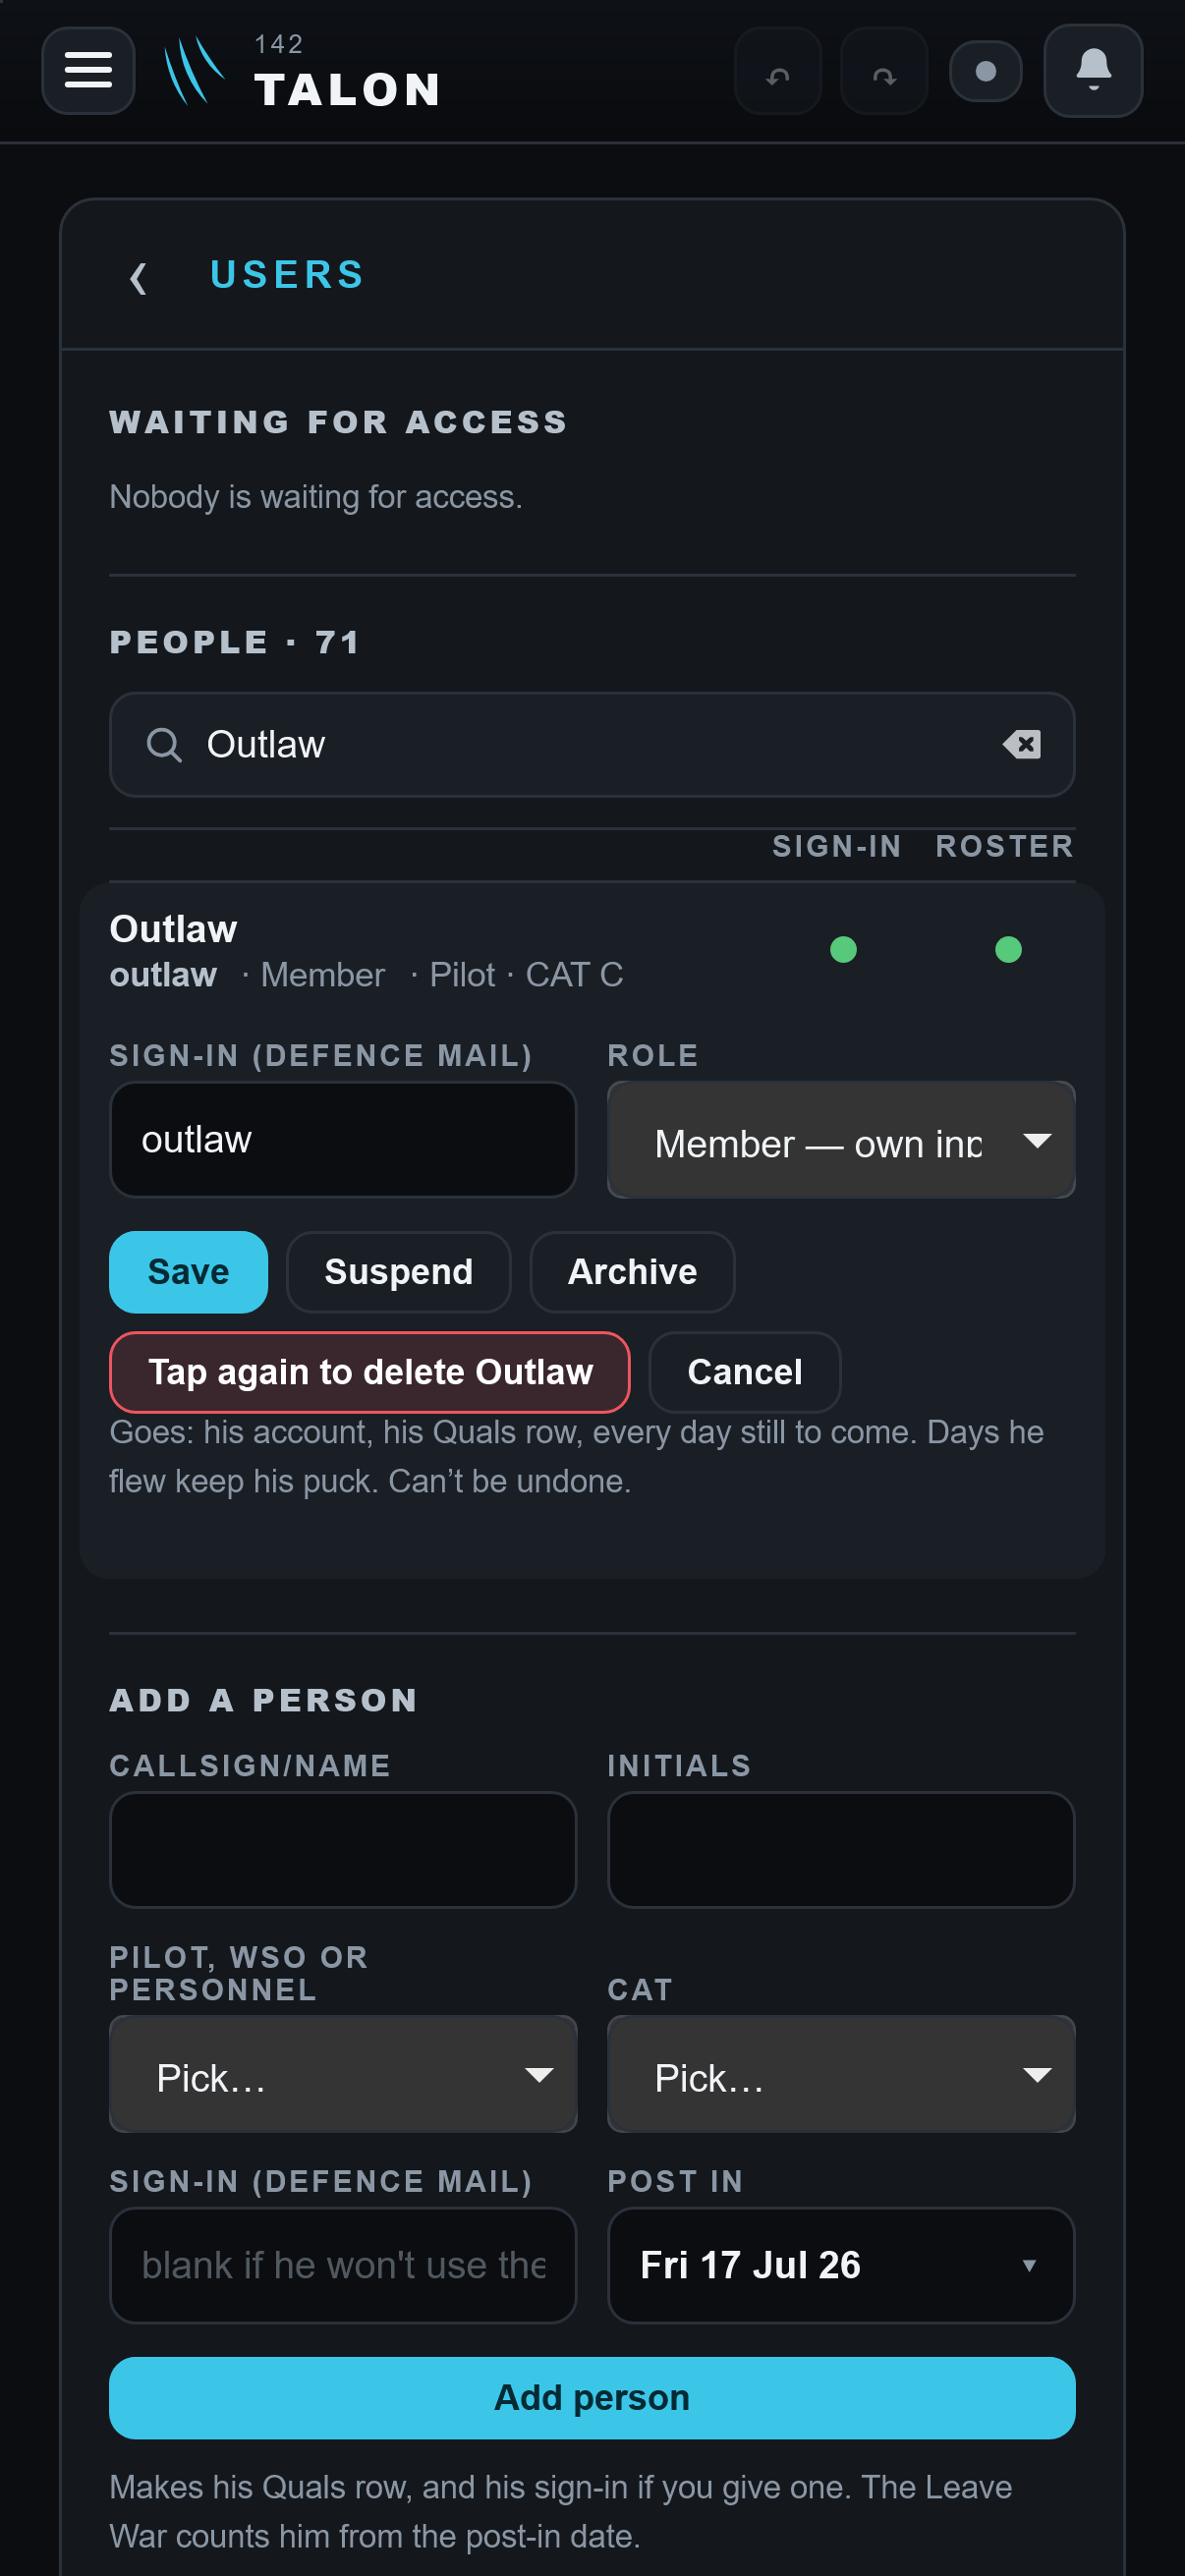 142
TALON
USERS
WAITING FOR ACCESS
Nobody is waiting for access.
PEOPLE · 71
Outlaw
SIGN-IN ROSTER
Outlaw
outlaw · Member · Pilot · CAT C
SIGN-IN (DEFENCE MAIL) ROLE
outlaw Member — own inp
Save Suspend Archive
Tap again to delete Outlaw Cancel
Goes: his account, his Quals row, every day still to come. Days he
flew keep his puck. Can’t be undone.
ADD A PERSON
CALLSIGN/NAME INITIALS
PILOT, WSO OR
PERSONNEL CAT
Pick… Pick…
SIGN-IN (DEFENCE MAIL) POST IN
blank if he won't use the Fri 17 Jul 26
Add person
Makes his Quals row, and his sign-in if you give one. The Leave
War counts him from the post-in date.